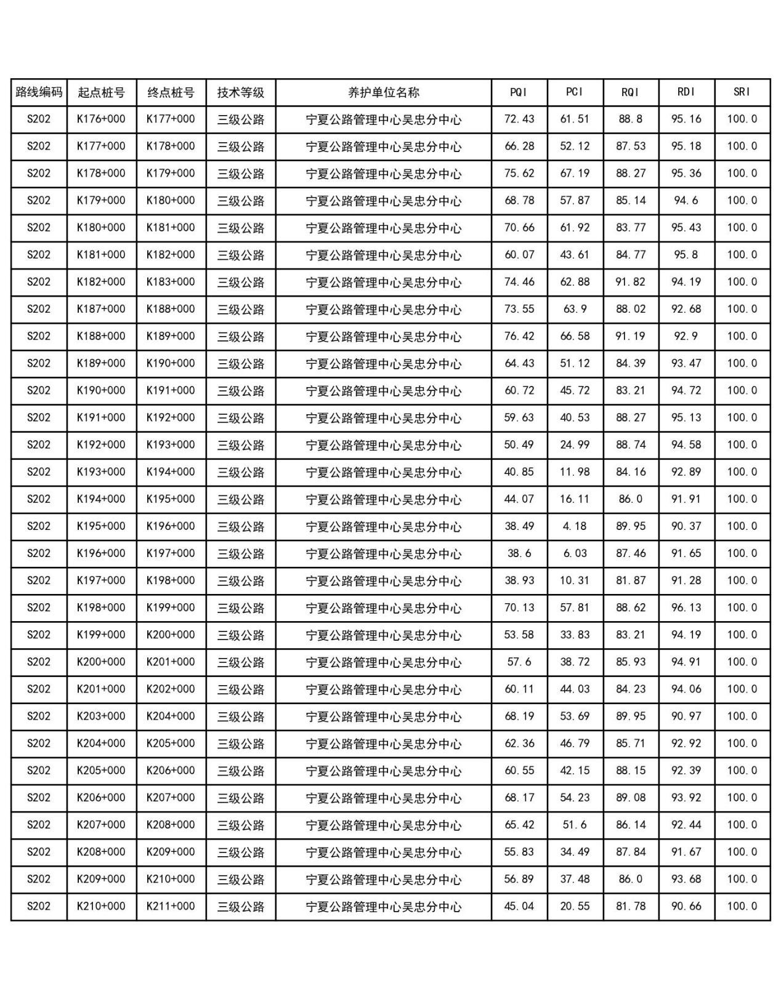 路线编码 起点桩号 终点桩号 技术等级 养护单位名称 PQI PCI RQI RDI SRI
S202 K176+000 K177+000 三级公路 宁夏公路管理中心吴忠分中心 72.43 61.51 88.8 95.16 100.0
S202 K177+000 K178+000 三级公路 宁夏公路管理中心吴忠分中心 66.28 52.12 87.53 95.18 100.0
S202 K178+000 K179+000 三级公路 宁夏公路管理中心吴忠分中心 75.62 67.19 88.27 95.36 100.0
S202 K179+000 K180+000 三级公路 宁夏公路管理中心吴忠分中心 68.78 57.87 85.14 94.6 100.0
S202 K180+000 K181+000 三级公路 宁夏公路管理中心吴忠分中心 70.66 61.92 83.77 95.43 100.0
S202 K181+000 K182+000 三级公路 宁夏公路管理中心吴忠分中心 60.07 43.61 84.77 95.8 100.0
S202 K182+000 K183+000 三级公路 宁夏公路管理中心吴忠分中心 74.46 62.88 91.82 94.19 100.0
S202 K187+000 K188+000 三级公路 宁夏公路管理中心吴忠分中心 73.55 63.9 88.02 92.68 100.0
S202 K188+000 K189+000 三级公路 宁夏公路管理中心吴忠分中心 76.42 66.58 91.19 92.9 100.0
S202 K189+000 K190+000 三级公路 宁夏公路管理中心吴忠分中心 64.43 51.12 84.39 93.47 100.0
S202 K190+000 K191+000 三级公路 宁夏公路管理中心吴忠分中心 60.72 45.72 83.21 94.72 100.0
S202 K191+000 K192+000 三级公路 宁夏公路管理中心吴忠分中心 59.63 40.53 88.27 95.13 100.0
S202 K192+000 K193+000 三级公路 宁夏公路管理中心吴忠分中心 50.49 24.99 88.74 94.58 100.0
S202 K193+000 K194+000 三级公路 宁夏公路管理中心吴忠分中心 40.85 11.98 84.16 92.89 100.0
S202 K194+000 K195+000 三级公路 宁夏公路管理中心吴忠分中心 44.07 16.11 86.0 91.91 100.0
S202 K195+000 K196+000 三级公路 宁夏公路管理中心吴忠分中心 38.49 4.18 89.95 90.37 100.0
S202 K196+000 K197+000 三级公路 宁夏公路管理中心吴忠分中心 38.6 6.03 87.46 91.65 100.0
S202 K197+000 K198+000 三级公路 宁夏公路管理中心吴忠分中心 38.93 10.31 81.87 91.28 100.0
S202 K198+000 K199+000 三级公路 宁夏公路管理中心吴忠分中心 70.13 57.81 88.62 96.13 100.0
S202 K199+000 K200+000 三级公路 宁夏公路管理中心吴忠分中心 53.58 33.83 83.21 94.19 100.0
S202 K200+000 K201+000 三级公路 宁夏公路管理中心吴忠分中心 57.6 38.72 85.93 94.91 100.0
S202 K201+000 K202+000 三级公路 宁夏公路管理中心吴忠分中心 60.11 44.03 84.23 94.06 100.0
S202 K203+000 K204+000 三级公路 宁夏公路管理中心吴忠分中心 68.19 53.69 89.95 90.97 100.0
S202 K204+000 K205+000 三级公路 宁夏公路管理中心吴忠分中心 62.36 46.79 85.71 92.92 100.0
S202 K205+000 K206+000 三级公路 宁夏公路管理中心吴忠分中心 60.55 42.15 88.15 92.39 100.0
S202 K206+000 K207+000 三级公路 宁夏公路管理中心吴忠分中心 68.17 54.23 89.08 93.92 100.0
S202 K207+000 K208+000 三级公路 宁夏公路管理中心吴忠分中心 65.42 51.6 86.14 92.44 100.0
S202 K208+000 K209+000 三级公路 宁夏公路管理中心吴忠分中心 55.83 34.49 87.84 91.67 100.0
S202 K209+000 K210+000 三级公路 宁夏公路管理中心吴忠分中心 56.89 37.48 86.0 93.68 100.0
S202 K210+000 K211+000 三级公路 宁夏公路管理中心吴忠分中心 45.04 20.55 81.78 90.66 100.0